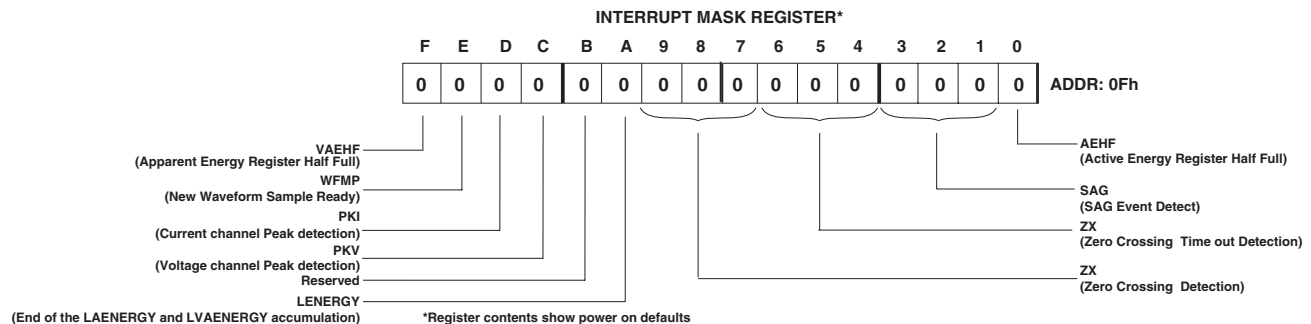 INTERRUPT MASK REGISTER*
F E D C B A 9 8 7 6 5 4 3 2 1 0
0 0 0 0 0 0 0 0 0 0 0 0 0 0 0 0 ADDR: 0Fh
VAEHF
(Apparent Energy Register Half Full)
WFMP
(New Waveform Sample Ready)
PKI
(Current channel Peak detection)
PKV
(Voltage channel Peak detection)
Reserved
LENERGY
(End of the LAENERGY and LVAENERGY accumulation)
AEHF
(Active Energy Register Half Full)
SAG
(SAG Event Detect)
ZX
(Zero Crossing Time out Detection)
ZX
(Zero Crossing Detection)
*Register contents show power on defaults